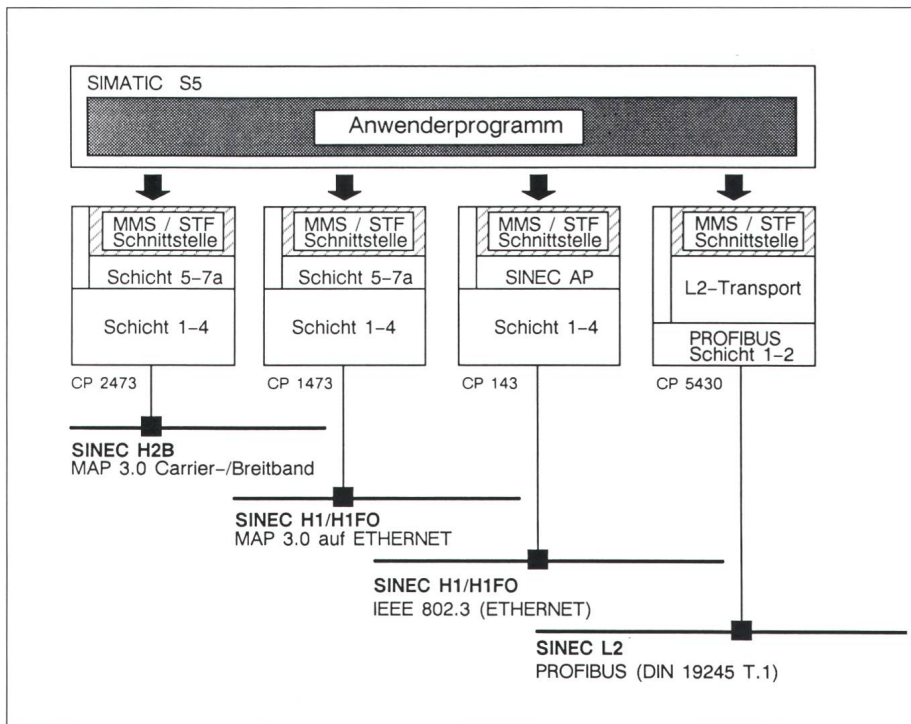 SIMATIC S5
Anwenderprogramm
MMS / STF
Schnittstelle
Schicht 5–7a
Schicht 1–4
CP 2473
MMS / STF
Schnittstelle
Schicht 5–7a
Schicht 1–4
CP 1473
MMS / STF
Schnittstelle
SINEC AP
Schicht 1–4
CP 143
MMS / STF
Schnittstelle
L2–Transport
PROFIBUS
Schicht 1–2
CP 5430
SINEC H2B
MAP 3.0 Carrier–/Breitband
SINEC H1/H1FO
MAP 3.0 auf ETHERNET
SINEC H1/H1FO
IEEE 802.3 (ETHERNET)
SINEC L2
PROFIBUS (DIN 19245 T.1)